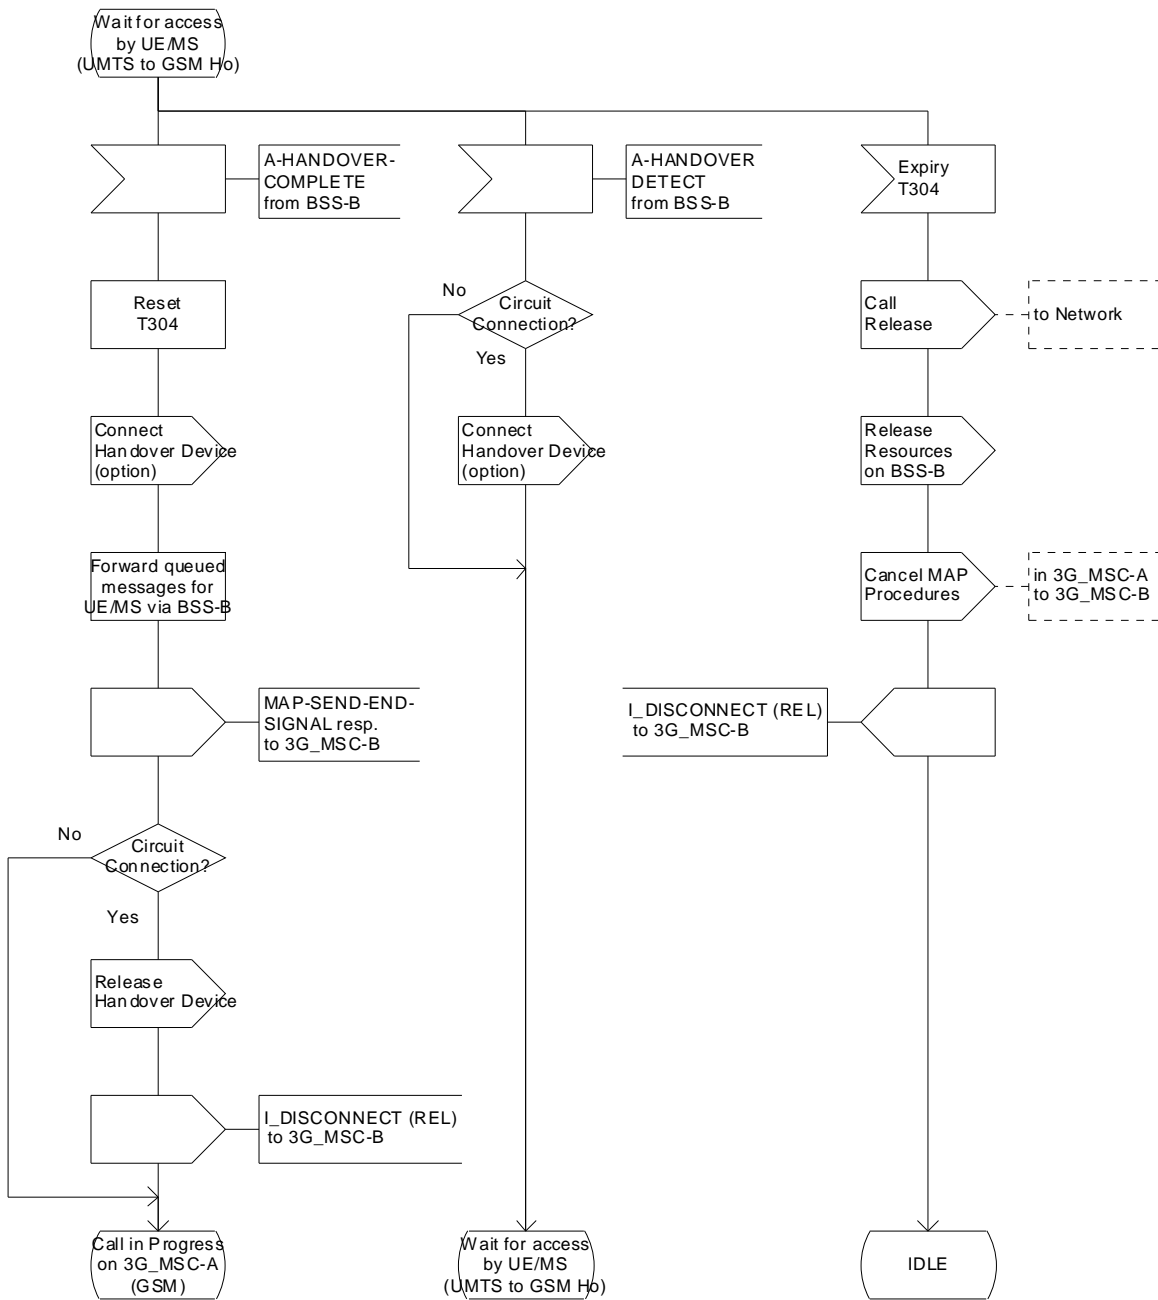 Wait for access
by UE/MS
(UMTS to GSM Ho)
A-HANDOVER-
COMPLETE
from BSS-B
A-HANDOVER
DETECT
from BSS-B
Expiry
T304
Reset
T304
No
Circuit
Connection?
Yes
Call
Release
to Network
Connect
Handover Device
(option)
Connect
Handover Device
(option)
Release
Resources
on BSS-B
Forward queued
messages for
UE/MS via BSS-B
Cancel MAP
Procedures
in 3G_MSC-A
to 3G_MSC-B
MAP-SEND-END-
SIGNAL resp.
to 3G_MSC-B
I_DISCONNECT (REL)
to 3G_MSC-B
No
Circuit
Connection?
Yes
Release
Handover Device
I_DISCONNECT (REL)
to 3G_MSC-B
Call in Progress
on 3G_MSC-A
(GSM)
Wait for access
by UE/MS
(UMTS to GSM Ho)
IDLE